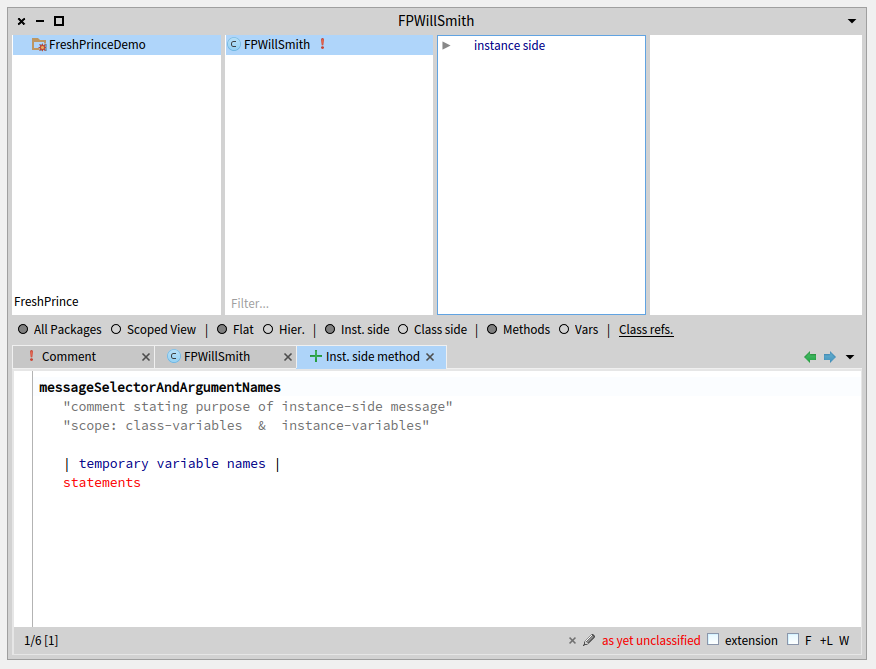 FPWillSmith
FreshPrinceDemo
FPWillSmith !
instance side
FreshPrince
Filter...
All Packages Scoped View | Flat Hier. | Inst. side Class side | Methods Vars | Class refs.
! Comment × C FPWillSmith × + Inst. side method ×
messageSelectorAndArgumentNames
"comment stating purpose of instance-side message"
"scope: class-variables & instance-variables"
| temporary variable names |
statements
1/6 [1] × as yet unclassified extension F +L W